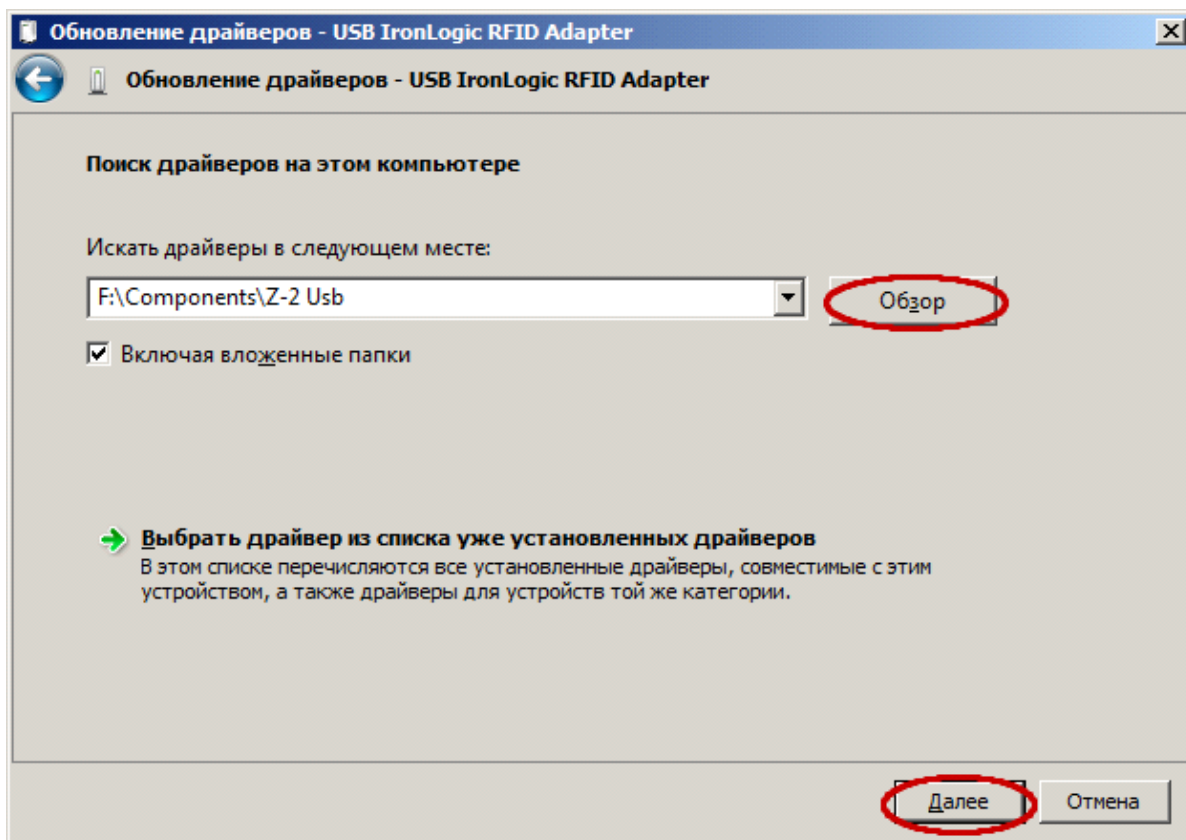 Обновление драйверов - USB IronLogic RFID Adapter
Обновление драйверов - USB IronLogic RFID Adapter
Поиск драйверов на этом компьютере
Искать драйверы в следующем месте:
F:\Components\Z-2 Usb
Обзор
Включая вложенные папки
Выбрать драйвер из списка уже установленных драйверов
В этом списке перечисляются все установленные драйверы, совместимые с этим
устройством, а также драйверы для устройств той же категории.
Далее
Отмена